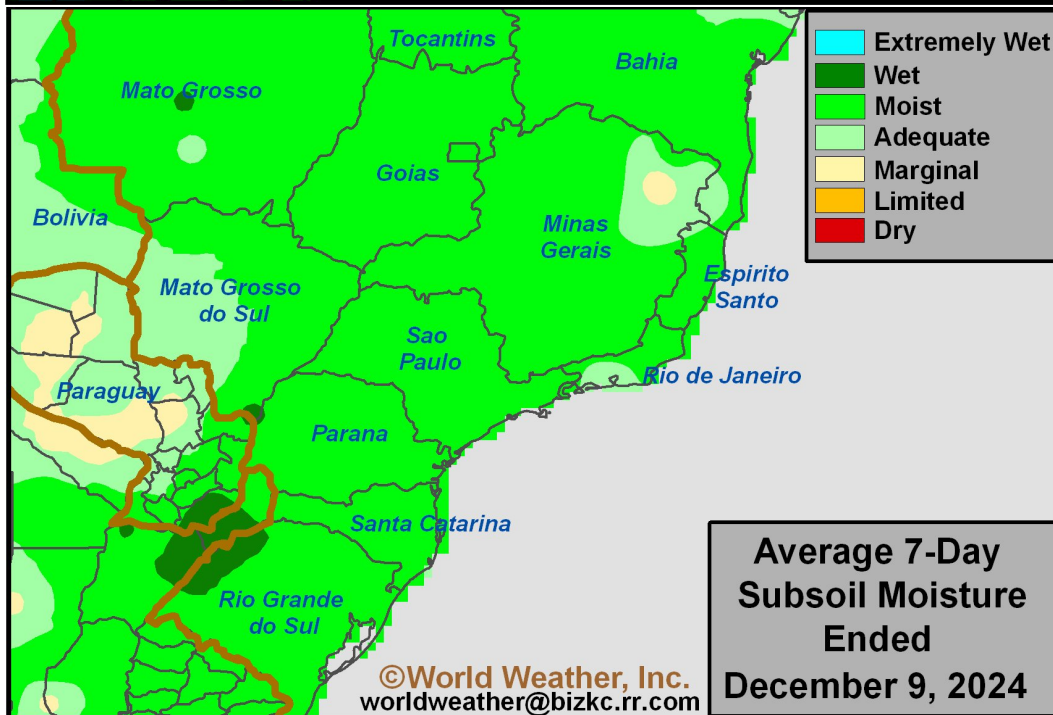 Tocantins
Bahia
Mato Grosso
Goias
Bolivia
Minas
Gerais
Mato Grosso
do Sul
Espirito
Santo
Sao
Paulo
Paraguay
Rio de Janeiro
Parana
Santa Catarina
Rio Grande
do Sul
Extremely Wet
Wet
Moist
Adequate
Marginal
Limited
Dry
Average 7-Day
Subsoil Moisture
Ended
December 9, 2024
©World Weather, Inc.
worldweather@bizkc.rr.com